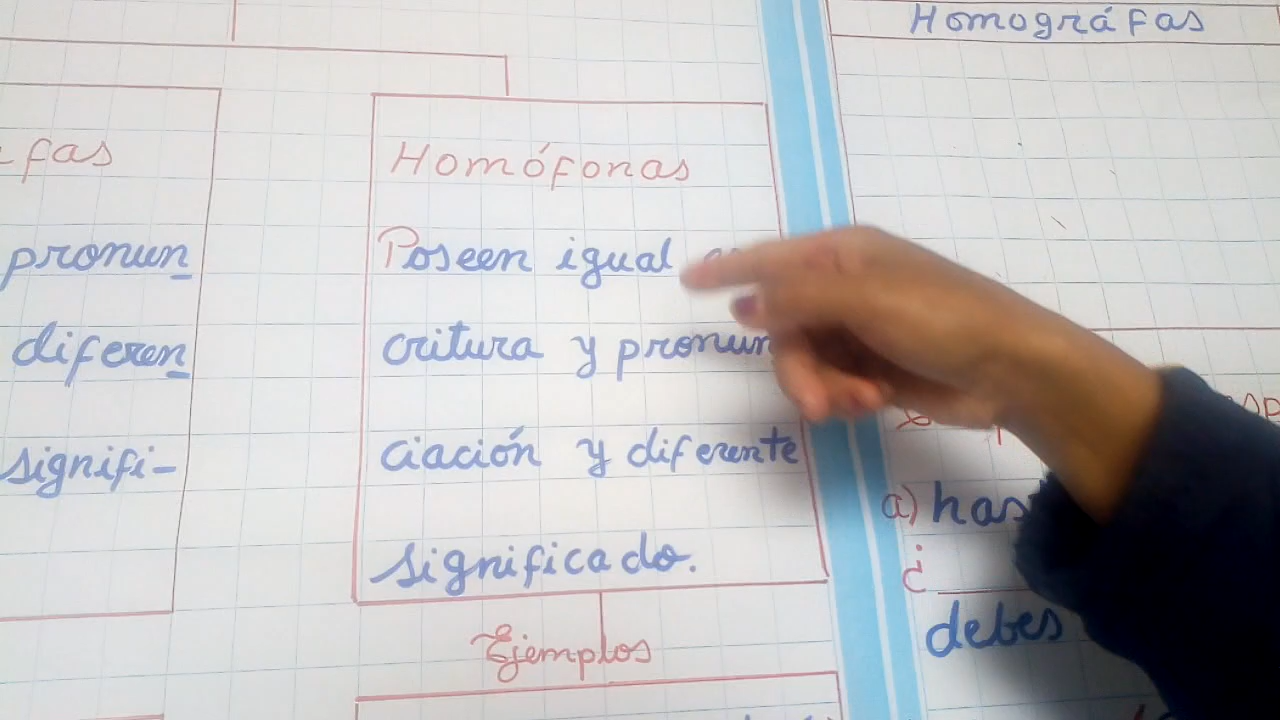 Homográfas
fas
pronun
diferen
signifi-
Homófonas
Poseen igual
critura y pronun
ciación y diferente
significado.
Ejemplos
a) has
¿
debes